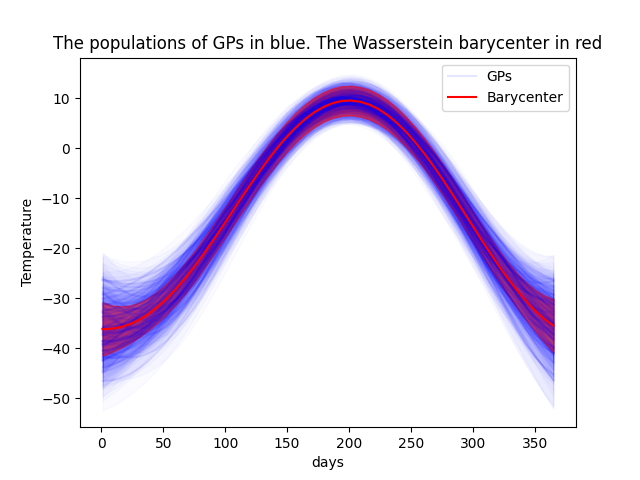 The populations of GPs in blue. The Wasserstein barycenter in red
GPs
Barycenter
10
0
−10
−20
−30
−40
−50
Temperature
0 50 100 150 200 250 300 350
days